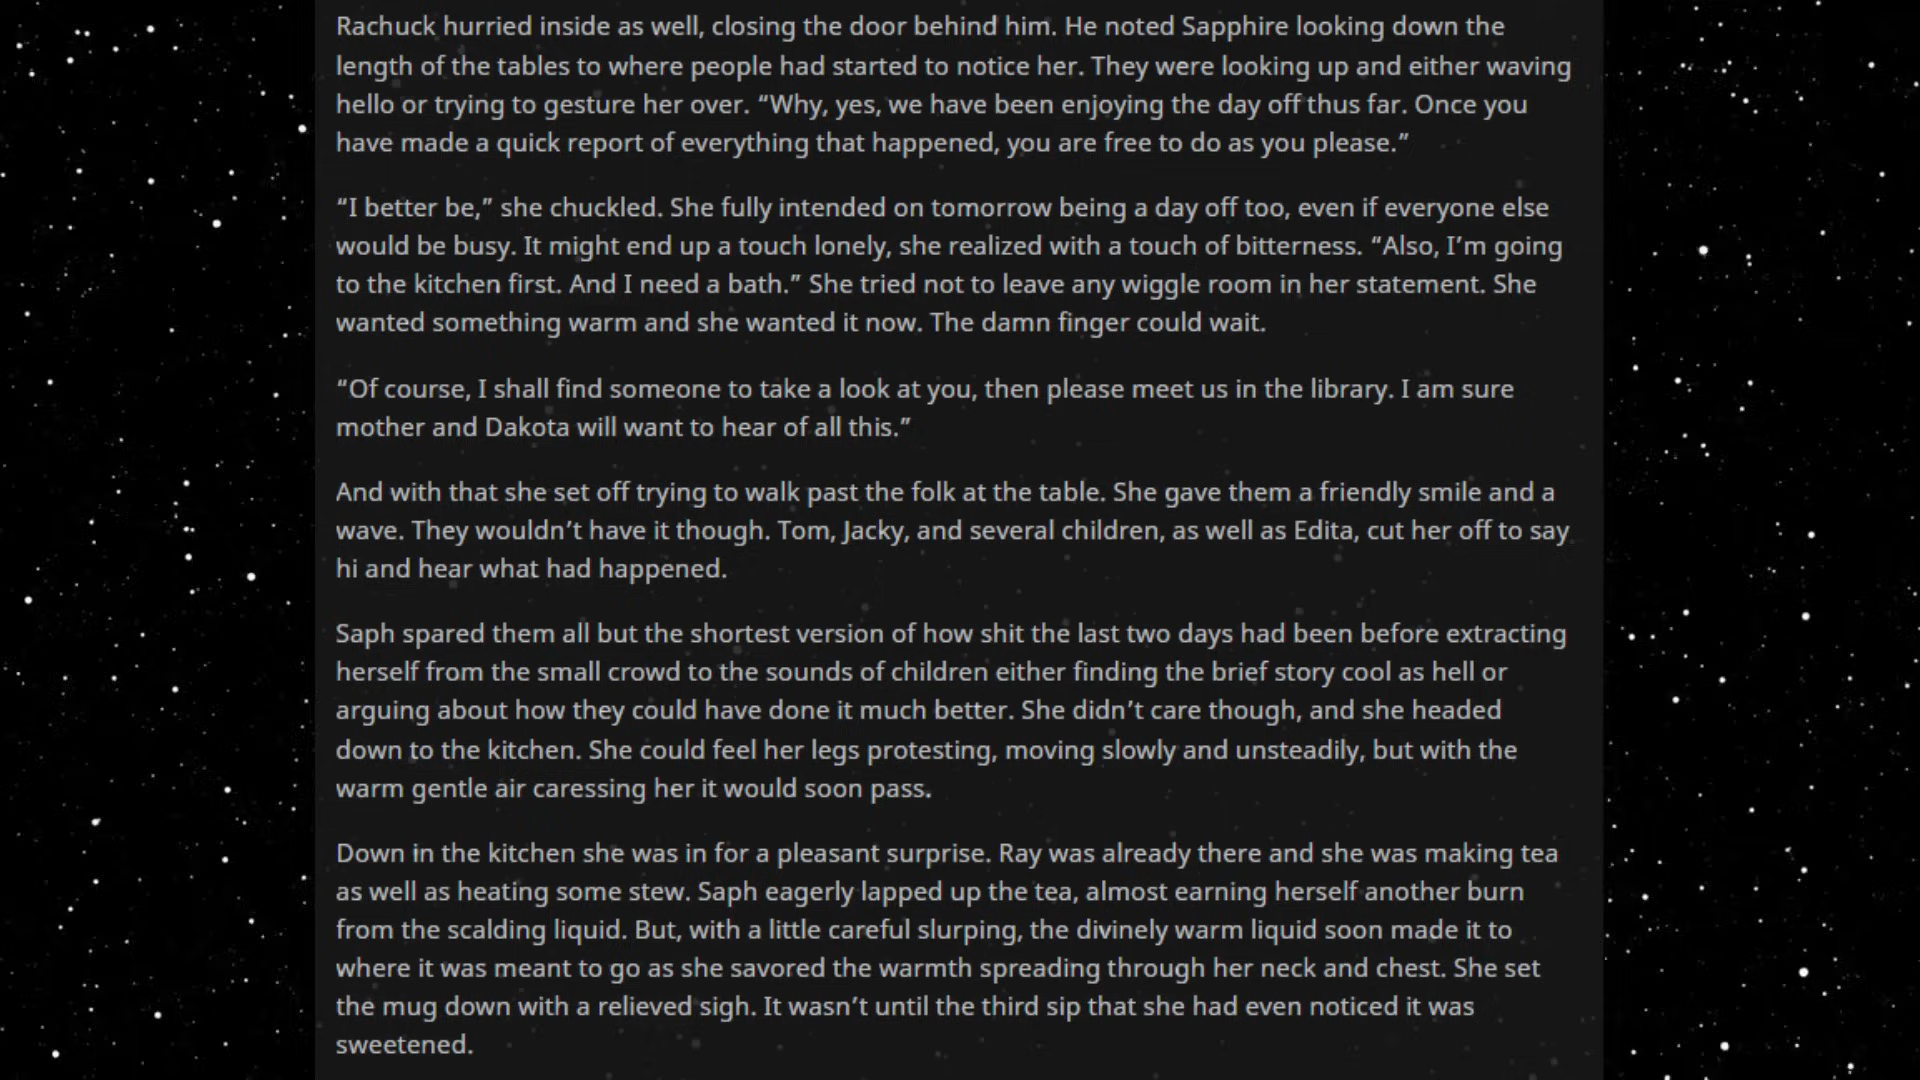 Rachuck hurried inside as well, closing the door behind him. He noted Sapphire looking down the
length of the tables to where people had started to notice her. They were looking up and either waving
hello or trying to gesture her over. “Why, yes, we have been enjoying the day off thus far. Once you
have made a quick report of everything that happened, you are free to do as you please.”
“I better be,” she chuckled. She fully intended on tomorrow being a day off too, even if everyone else
would be busy. It might end up a touch lonely, she realized with a touch of bitterness. “Also, I’m going
to the kitchen first. And I need a bath.” She tried not to leave any wiggle room in her statement. She
wanted something warm and she wanted it now. The damn finger could wait.
“Of course, I shall find someone to take a look at you, then please meet us in the library. I am sure
mother and Dakota will want to hear of all this.”
And with that she set off trying to walk past the folk at the table. She gave them a friendly smile and a
wave. They wouldn’t have it though. Tom, Jacky, and several children, as well as Edita, cut her off to say
hi and hear what had happened.
Saph spared them all but the shortest version of how shit the last two days had been before extracting
herself from the small crowd to the sounds of children either finding the brief story cool as hell or
arguing about how they could have done it much better. She didn’t care though, and she headed
down to the kitchen. She could feel her legs protesting, moving slowly and unsteadily, but with the
warm gentle air caressing her it would soon pass.
Down in the kitchen she was in for a pleasant surprise. Ray was already there and she was making tea
as well as heating some stew. Saph eagerly lapped up the tea, almost earning herself another burn
from the scalding liquid. But, with a little careful slurping, the divinely warm liquid soon made it to
where it was meant to go as she savored the warmth spreading through her neck and chest. She set
the mug down with a relieved sigh. It wasn’t until the third sip that she had even noticed it was
sweetened.